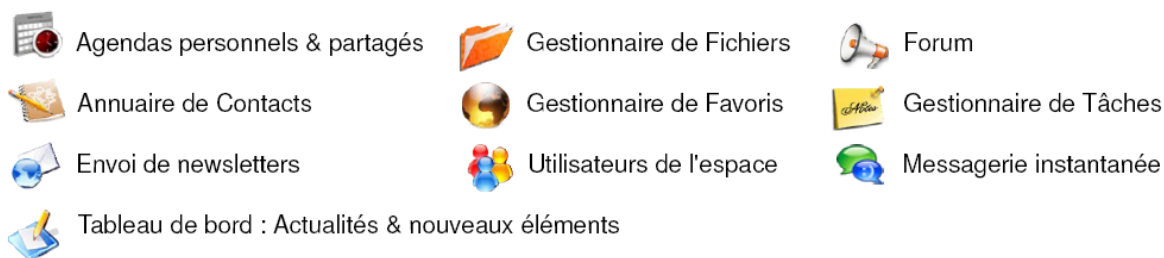 Agendas personnels & partagés
Gestionnaire de Fichiers
Forum
Annuaire de Contacts
Gestionnaire de Favoris
Notes
Gestionnaire de Tâches
Envoi de newsletters
Utilisateurs de l'espace
Messagerie instantanée
Tableau de bord : Actualités & nouveaux éléments